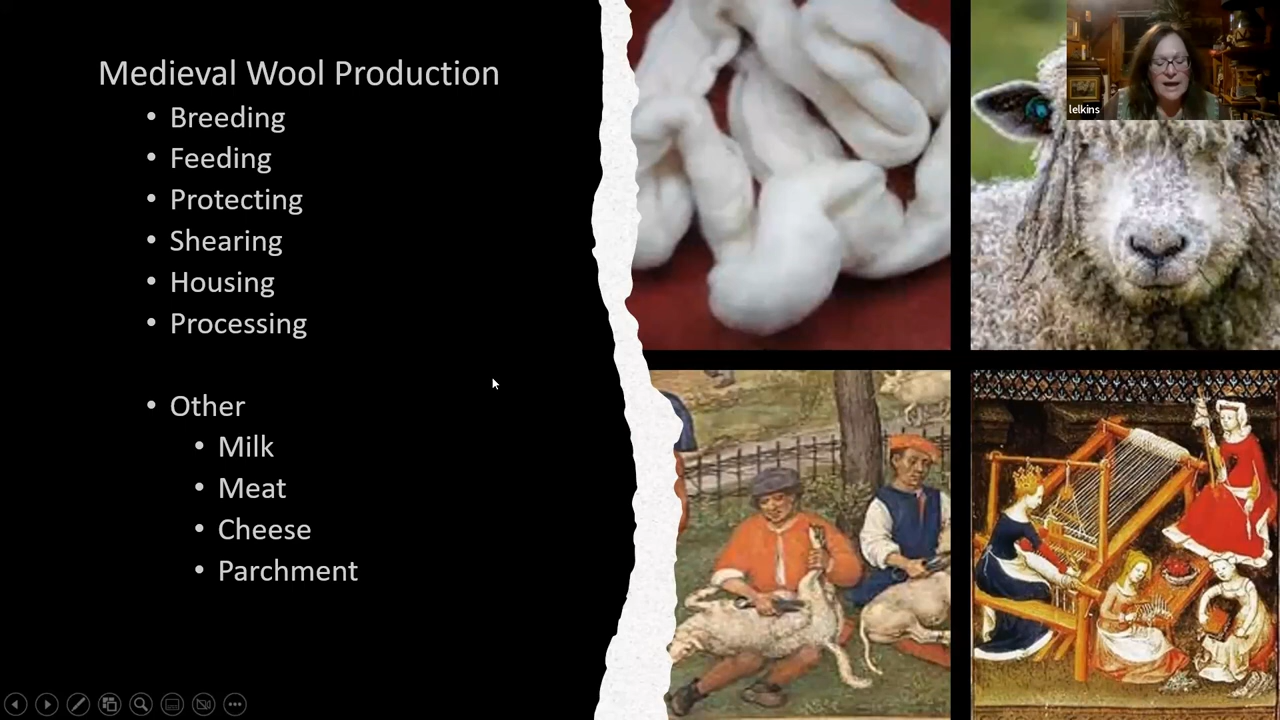 Medieval Wool Production
• Breeding
• Feeding
• Protecting
• Shearing
• Housing
• Processing
• Other
• Milk
• Meat
• Cheese
• Parchment
lelkins